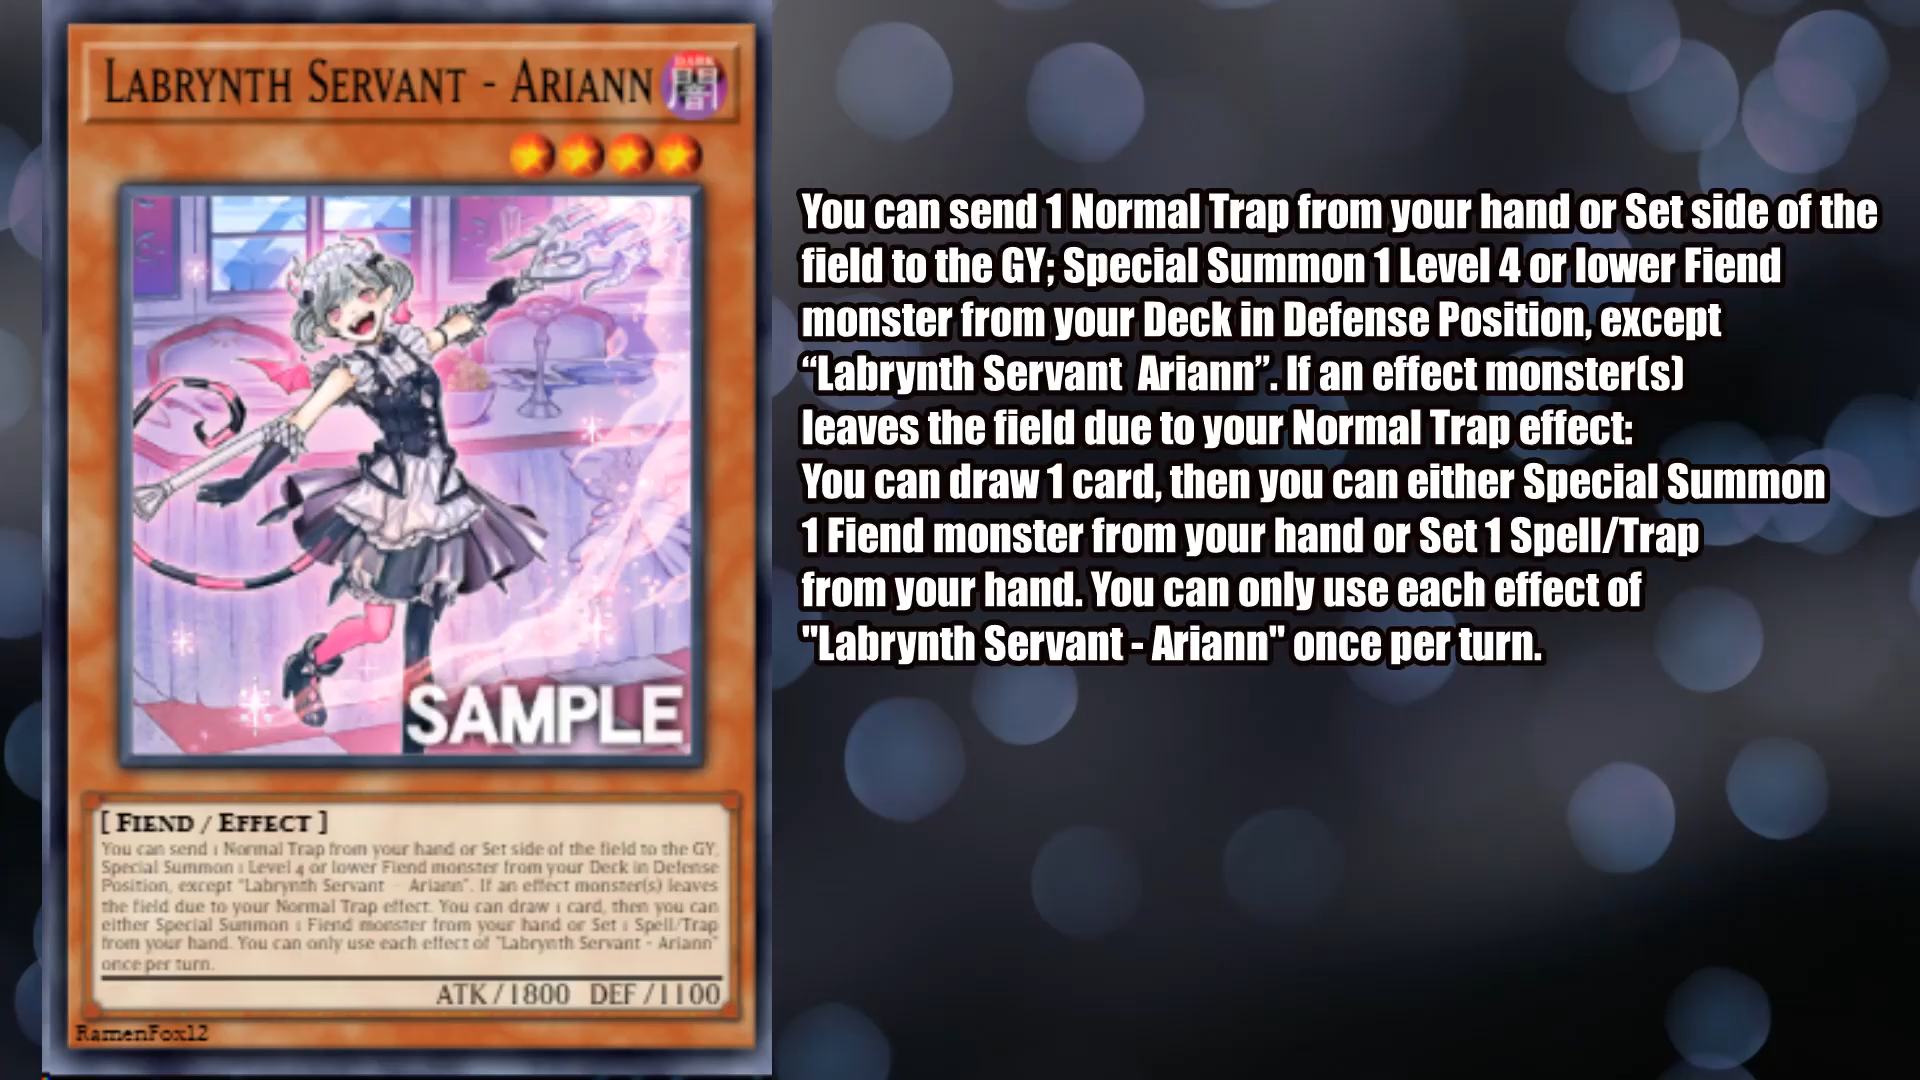 LABRYNTH SERVANT - ARIANN
DARK
闇
SAMPLE
[ FIEND / EFFECT ]
You can send 1 Normal Trap from your hand or Set side of the field to the GY;
Special Summon 1 Level 4 or lower Fiend monster from your Deck in Defense
Position, except "Labrynth Servant - Ariann". If an effect monster(s) leaves
the field due to your Normal Trap effect: You can draw 1 card, then you can
either Special Summon 1 Fiend monster from your hand or Set 1 Spell/Trap
from your hand. You can only use each effect of "Labrynth Servant - Ariann"
once per turn.
ATK/1800 DEF/1100
RamenFox12
You can send 1 Normal Trap from your hand or Set side of the
field to the GY; Special Summon 1 Level 4 or lower Fiend
monster from your Deck in Defense Position, except
“Labrynth Servant  Ariann”. If an effect monster(s)
leaves the field due to your Normal Trap effect:
You can draw 1 card, then you can either Special Summon
1 Fiend monster from your hand or Set 1 Spell/Trap
from your hand. You can only use each effect of
"Labrynth Servant - Ariann" once per turn.